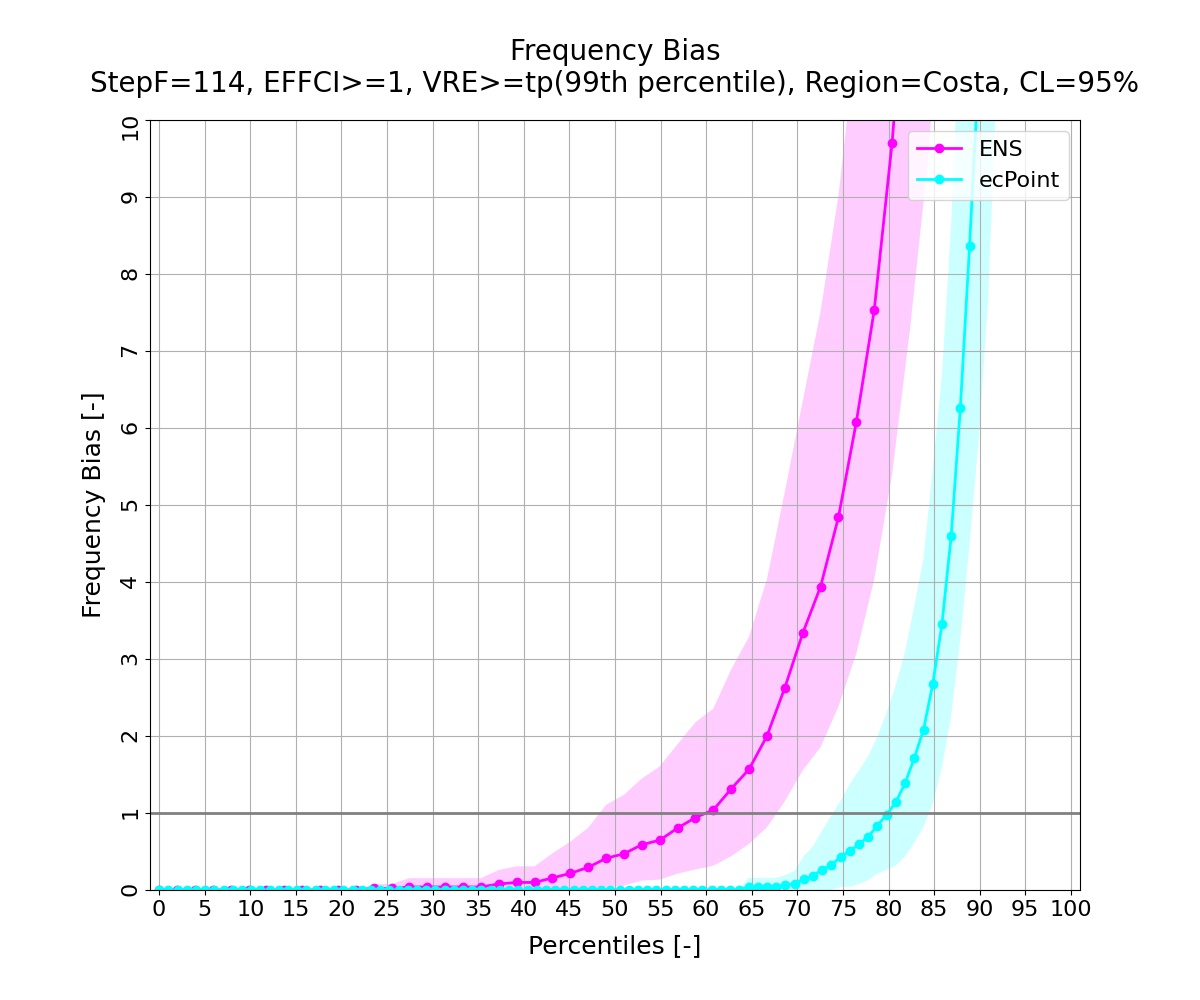 Frequency Bias
StepF=114, EFFCI>=1, VRE>=tp(99th percentile), Region=Costa, CL=95%
10
9
8
7
6
5
4
3
2
1
0
Frequency Bias [-]
ENS
ecPoint
0 5 10 15 20 25 30 35 40 45 50 55 60 65 70 75 80 85 90 95 100
Percentiles [-]